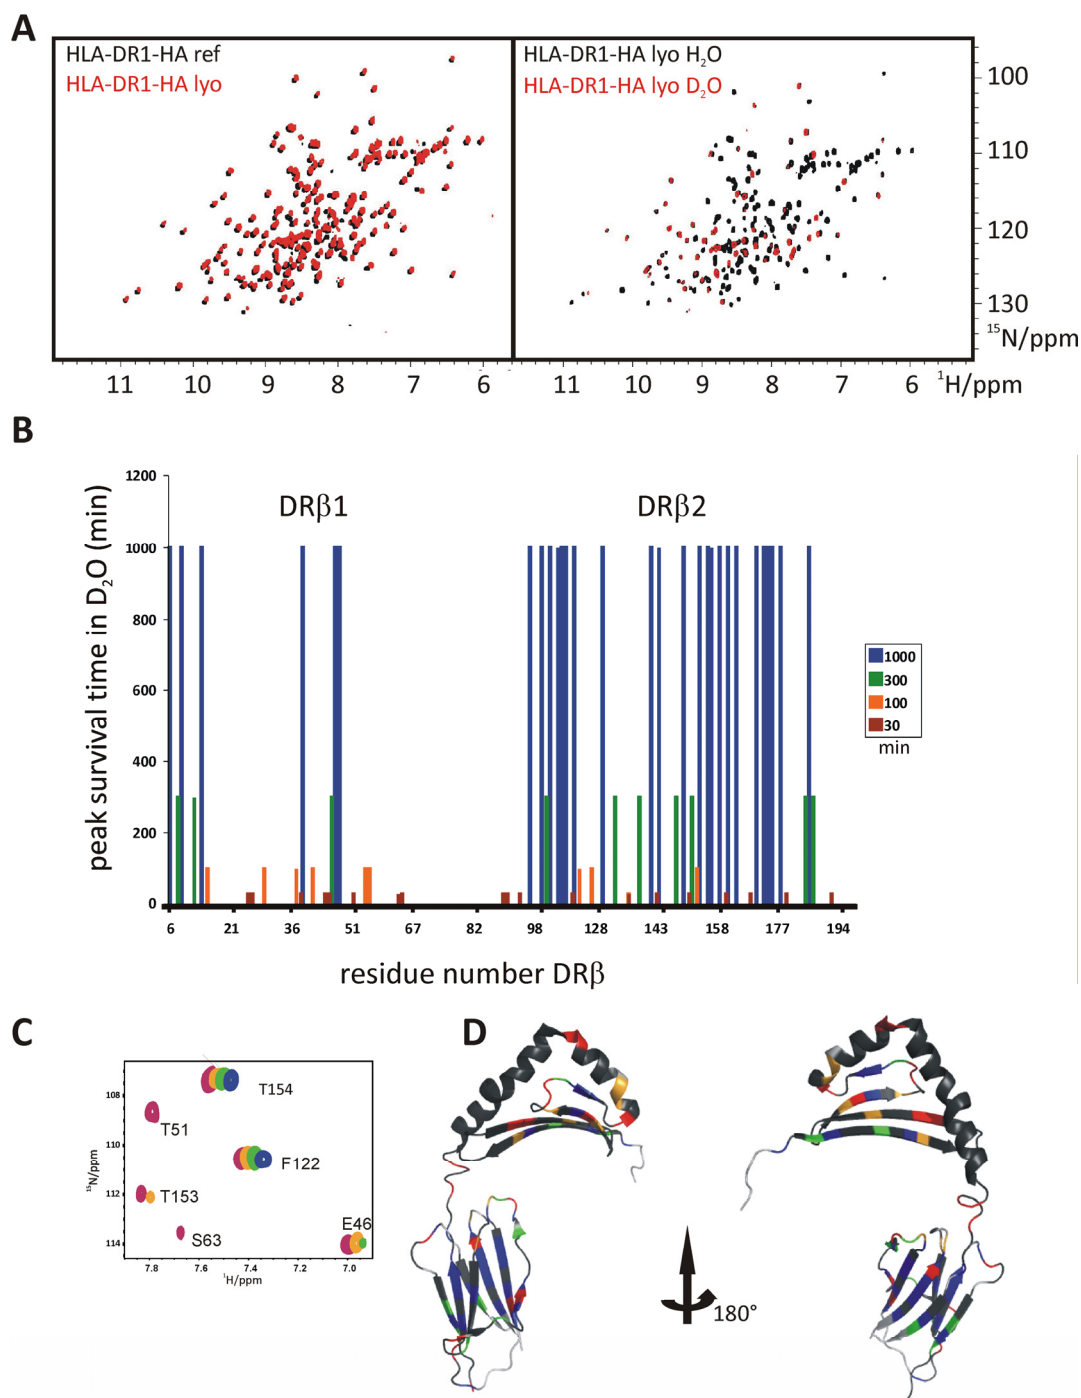 A
HLA-DR1-HA ref
HLA-DR1-HA lyo
HLA-DR1-HA lyo H₂O
HLA-DR1-HA lyo D₂O
100
110
120
130
¹⁵N/ppm
11 10 9 8 7 6
11 10 9 8 7 6 ¹H/ppm
B
peak survival time in D₂O (min)
1200
1000
800
600
400
200
0
DRβ1
DRβ2
1000
300
100
30
min
6 21 36 51 67 82 98 128 143 158 177 194
residue number DRβ
C
¹⁵N/ppm
108
110
112
114
T154
T51
F122
T153
S63
E46
7.8 7.6 7.4 7.2 7.0
¹H/ppm
D
180°